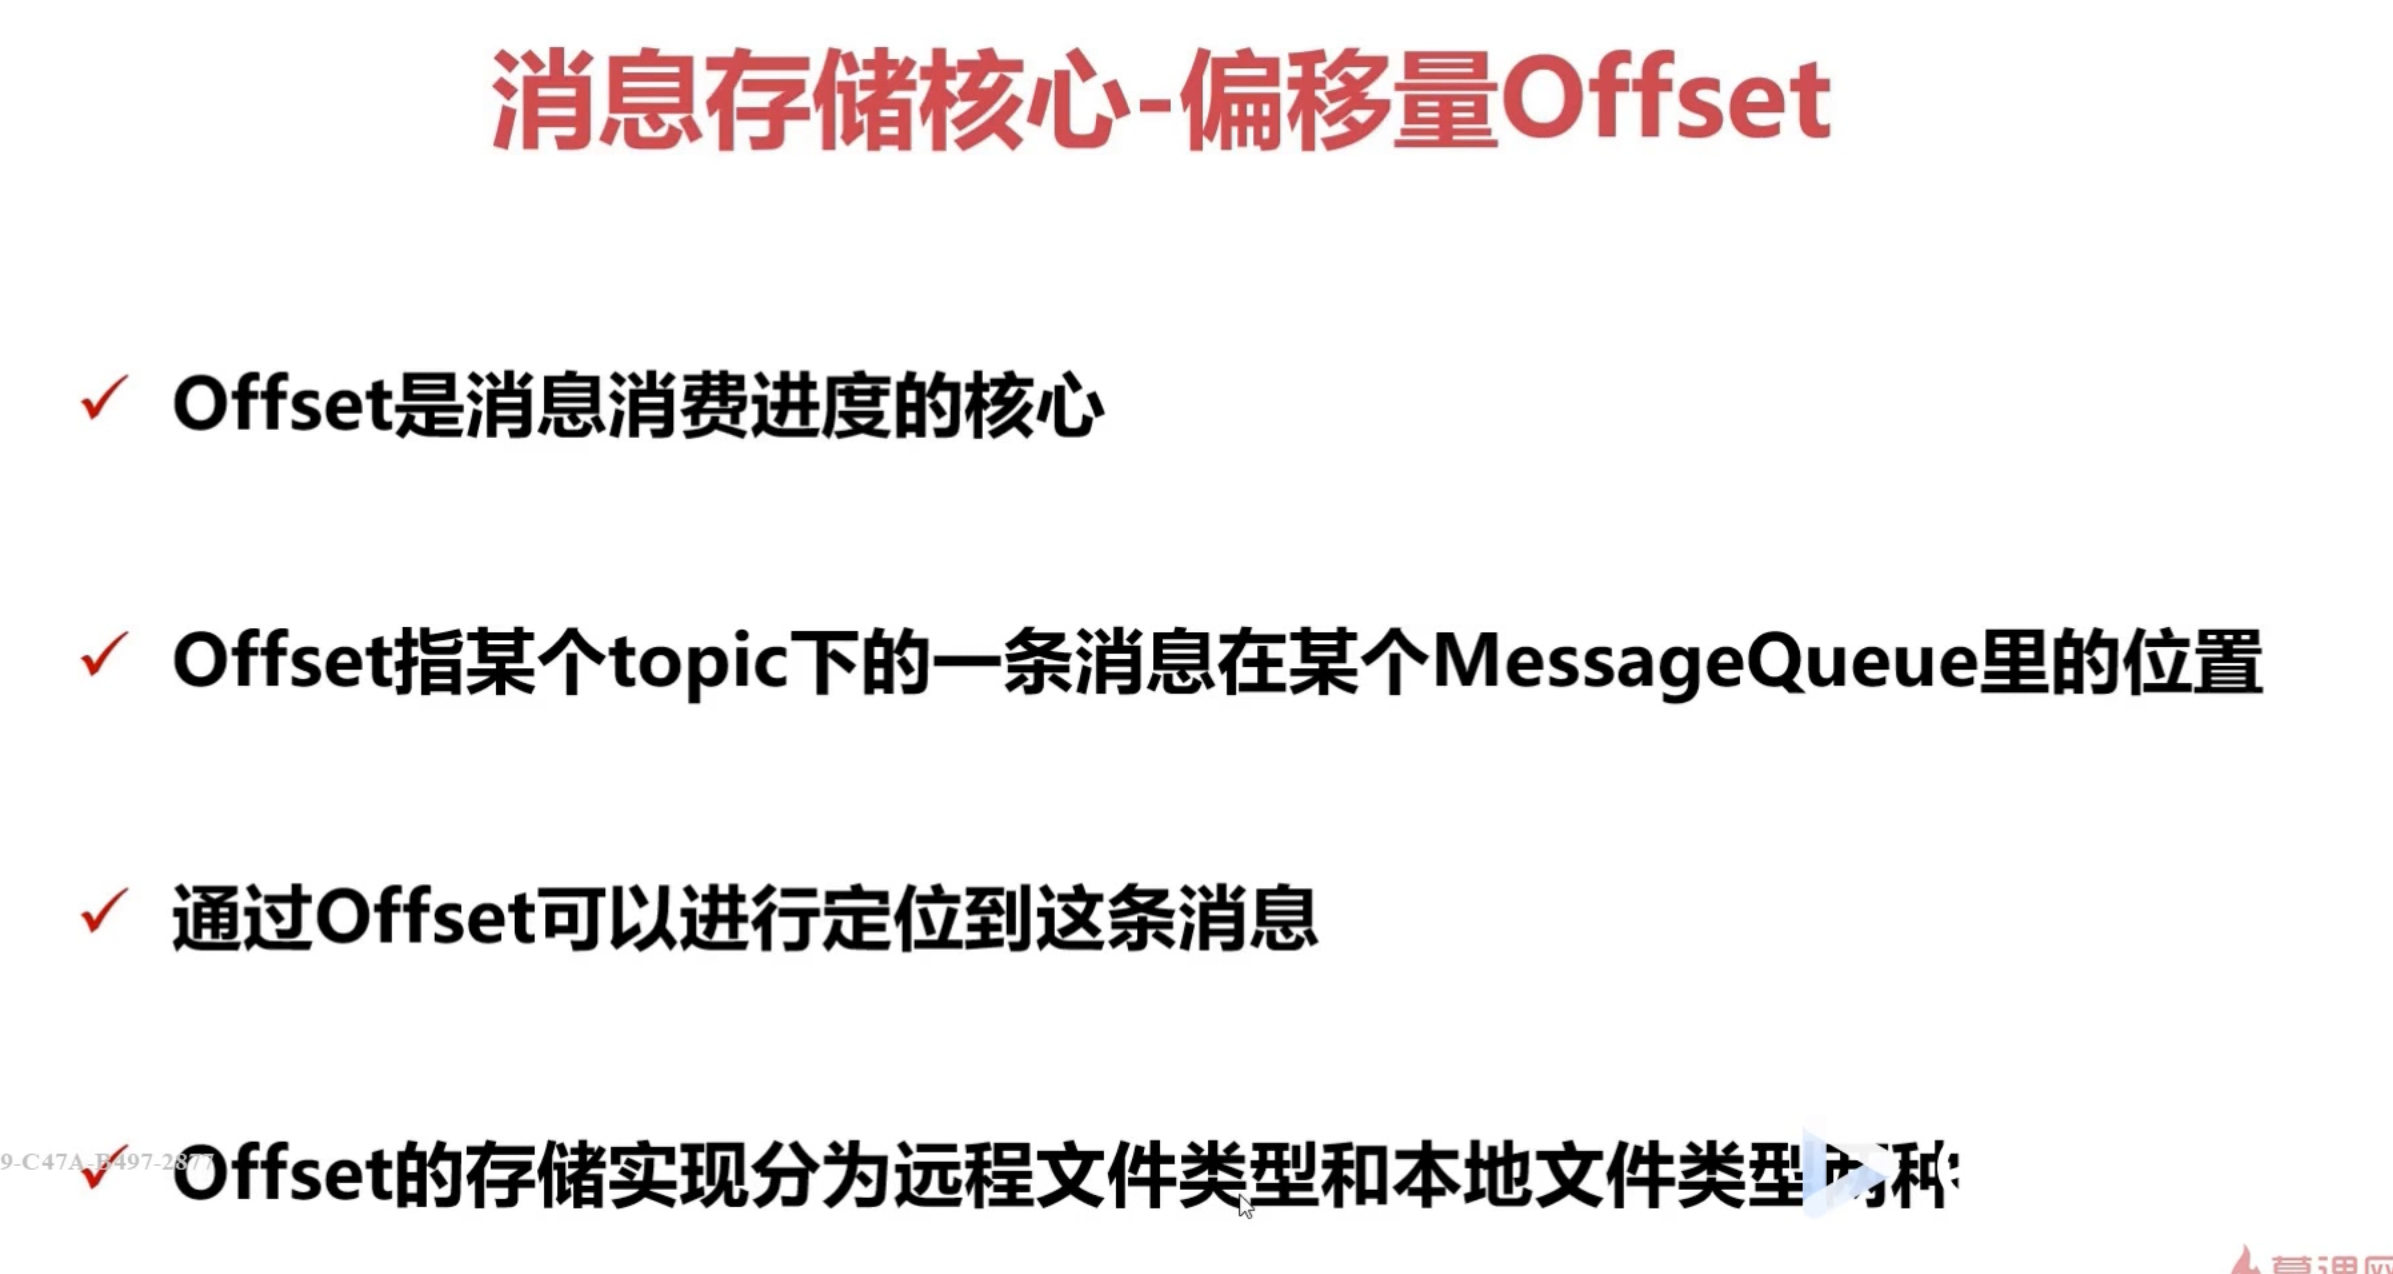 消息存储核心-偏移量Offset
Offset是消息消费进度的核心
Offset指某个topic下的一条消息在某个MessageQueue里的位置
通过Offset可以进行定位到这条消息
9-C47A-B497-2877
Offset的存储实现分为远程文件类型和本地文件类型两种
慕课网